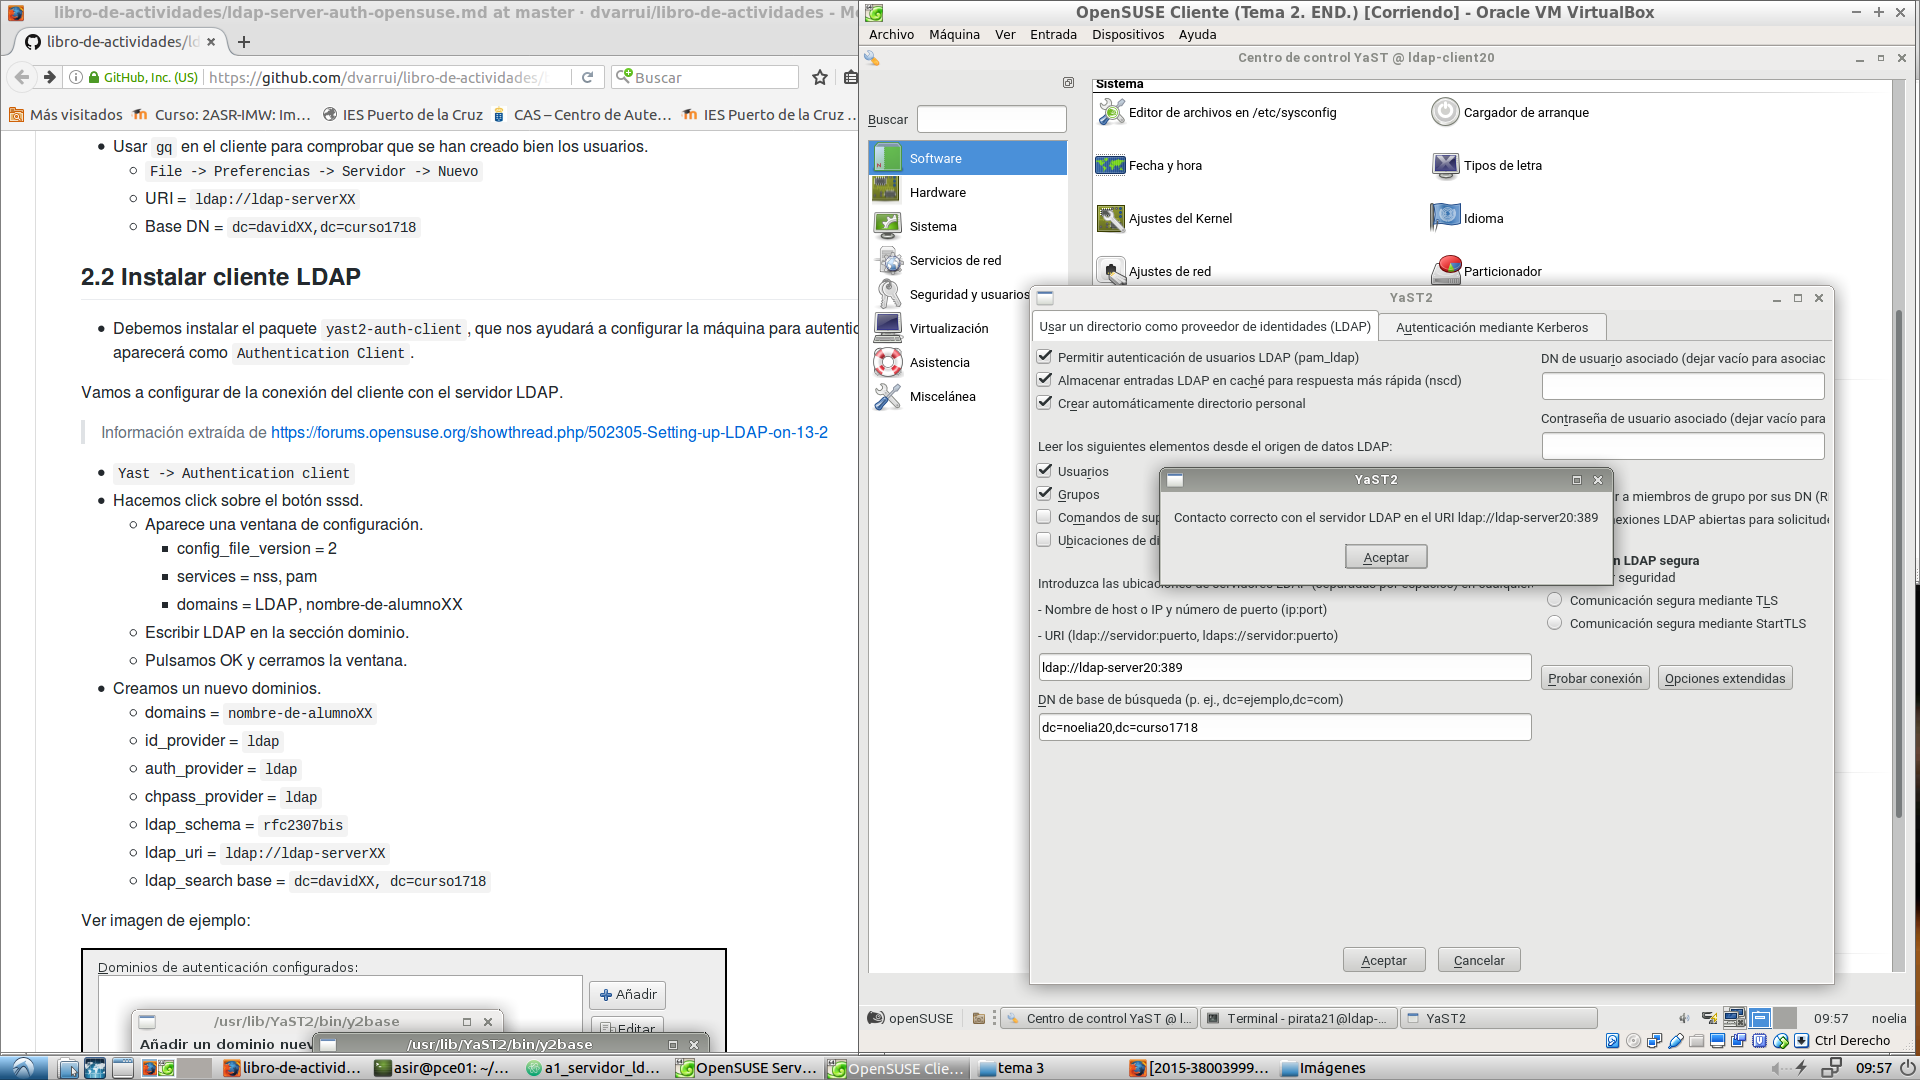 libro-de-actividades/ldap-server-auth-opensuse.md at master · dvarrui/libro-de-actividades - Mo
libro-de-actividades/ld
GitHub, Inc. (US)
https://github.com/dvarrui/libro-de-actividades/
Buscar
Más visitados
Curso: 2ASR-IMW: Im...
IES Puerto de la Cruz
CAS – Centro de Aute...
IES Puerto de la Cruz ...
Usar gq en el cliente para comprobar que se han creado bien los usuarios.
File -> Preferencias -> Servidor -> Nuevo
URI = ldap://ldap-serverXX
Base DN = dc=davidXX,dc=curso1718
2.2 Instalar cliente LDAP
Debemos instalar el paquete yast2-auth-client, que nos ayudará a configurar la máquina para autentic
aparecerá como Authentication Client.
Vamos a configurar de la conexión del cliente con el servidor LDAP.
Información extraída de https://forums.opensuse.org/showthread.php/502305-Setting-up-LDAP-on-13-2
Yast -> Authentication client
Hacemos click sobre el botón sssd.
Aparece una ventana de configuración.
config_file_version = 2
services = nss, pam
domains = LDAP, nombre-de-alumnoXX
Escribir LDAP en la sección dominio.
Pulsamos OK y cerramos la ventana.
Creamos un nuevo dominios.
domains = nombre-de-alumnoXX
id_provider = ldap
auth_provider = ldap
chpass_provider = ldap
ldap_schema = rfc2307bis
ldap_uri = ldap://ldap-serverXX
ldap_search base = dc=davidXX, dc=curso1718
Ver imagen de ejemplo:
Dominios de autenticación configurados:
Añadir
Editar
/usr/lib/YaST2/bin/y2base
Añadir un dominio nuev
/usr/lib/YaST2/bin/y2base
OpenSUSE Cliente (Tema 2. END.) [Corriendo] - Oracle VM VirtualBox
Archivo
Máquina
Ver
Entrada
Dispositivos
Ayuda
Centro de control YaST @ ldap-client20
Buscar
Software
Hardware
Sistema
Servicios de red
Seguridad y usuarios
Virtualización
Asistencia
Miscelánea
Sistema
Editor de archivos en /etc/sysconfig
Cargador de arranque
Fecha y hora
Tipos de letra
Ajustes del Kernel
Idioma
Ajustes de red
Particionador
YaST2
Usar un directorio como proveedor de identidades (LDAP)
Autenticación mediante Kerberos
Permitir autenticación de usuarios LDAP (pam_ldap)
Almacenar entradas LDAP en caché para respuesta más rápida (nscd)
Crear automáticamente directorio personal
Leer los siguientes elementos desde el origen de datos LDAP:
Usuarios
Grupos
Comandos de sup
Ubicaciones de di
- Nombre de host o IP y número de puerto (ip:port)
- URI (ldap://servidor:puerto, ldaps://servidor:puerto)
ldap://ldap-server20:389
DN de base de búsqueda (p. ej., dc=ejemplo,dc=com)
dc=noelia20,dc=curso1718
DN de usuario asociado (dejar vacío para asociac
Contraseña de usuario asociado (dejar vacío para
r a miembros de grupo por sus DN (R
nexiones LDAP abiertas para solicitude
n LDAP segura
r seguridad
Comunicación segura mediante TLS
Comunicación segura mediante StartTLS
Probar conexión
Opciones extendidas
YaST2
Contacto correcto con el servidor LDAP en el URI ldap://ldap-server20:389
Aceptar
Aceptar
Cancelar
openSUSE
Centro de control YaST @ l...
Terminal - pirata21@ldap-...
YaST2
09:57
noelia
Ctrl Derecho
libro-de-activid...
asir@pce01: ~/...
a1_servidor_ld...
OpenSUSE Serv...
OpenSUSE Clie...
tema 3
[2015-38003999...
Imágenes
09:57